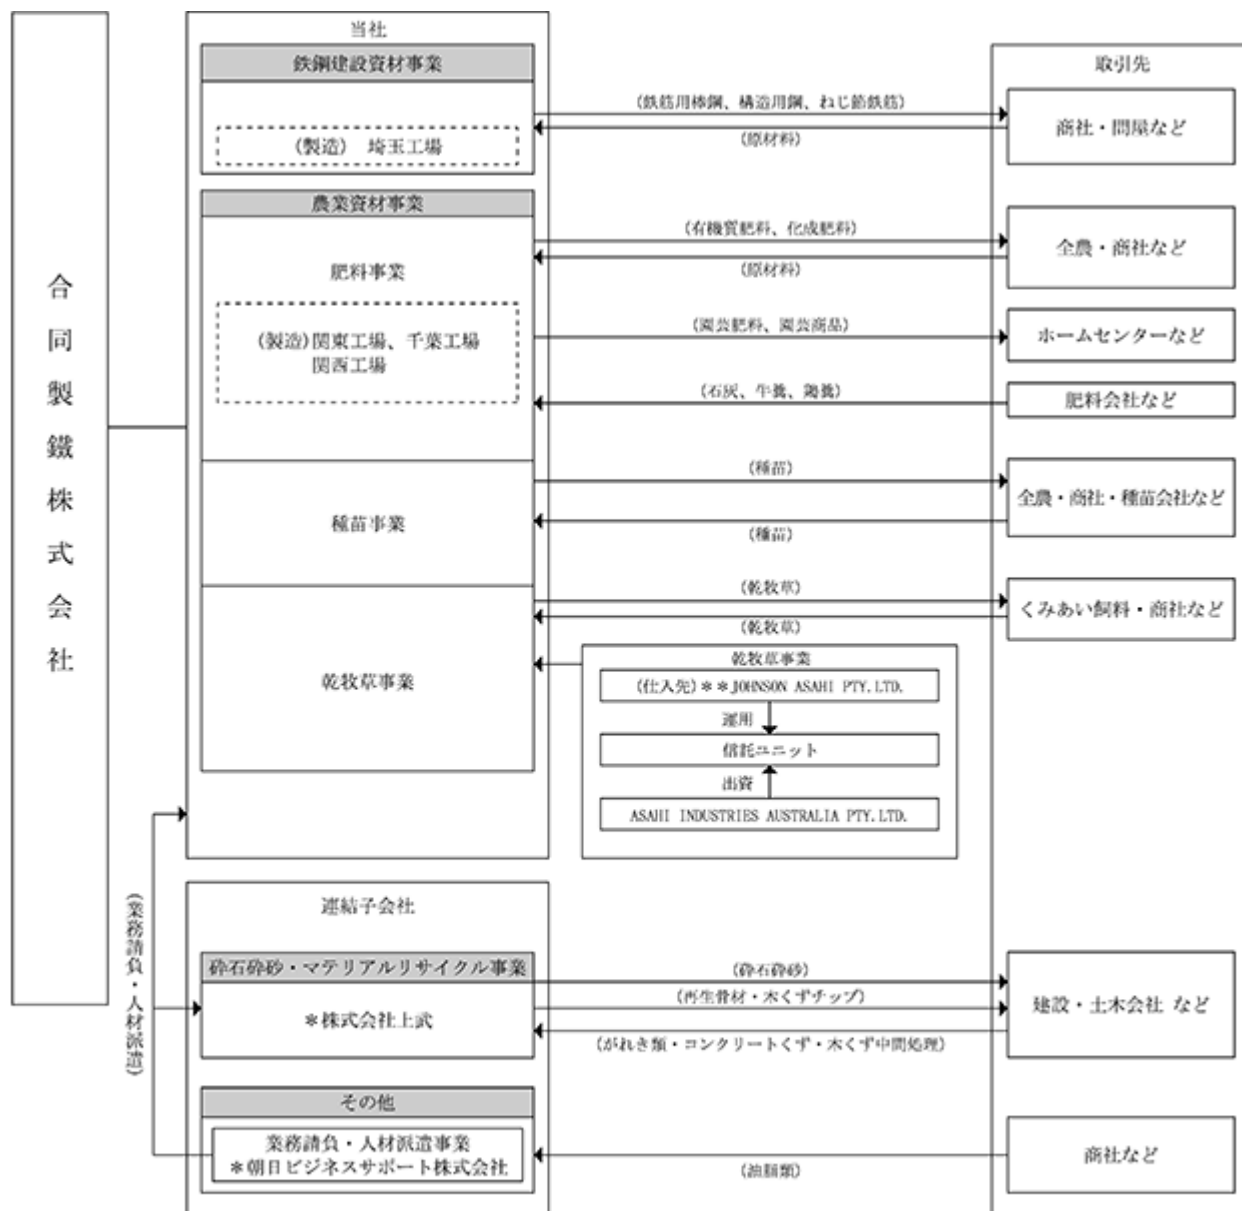 合同製鐵株式会社
当社
鉄鋼建設資材事業
(製造) 埼玉工場
農業資材事業
肥料事業
(製造)関東工場、千葉工場
関西工場
種苗事業
乾牧草事業
(鉄筋用棒鋼、構造用鋼、ねじ節鉄筋)
(原材料)
(有機質肥料、化成肥料)
(原材料)
(園芸肥料、園芸商品)
(石灰、牛糞、鶏糞)
(種苗)
(種苗)
(乾牧草)
(乾牧草)
乾牧草事業
(仕入先)＊＊JOHNSON ASAHI PTY.LTD.
運用
信託ユニット
出資
ASAHI INDUSTRIES AUSTRALIA PTY.LTD.
取引先
商社・問屋など
全農・商社など
ホームセンターなど
肥料会社など
全農・商社・種苗会社など
くみあい飼料・商社など
(業務請負・人材派遣)
連結子会社
砕石砕砂・マテリアルリサイクル事業
＊株式会社上武
その他
業務請負・人材派遣事業
＊朝日ビジネスサポート株式会社
(砕石砕砂)
(再生骨材・木くずチップ)
(がれき類・コンクリートくず・木くず中間処理)
(油脂類)
建設・土木会社 など
商社など